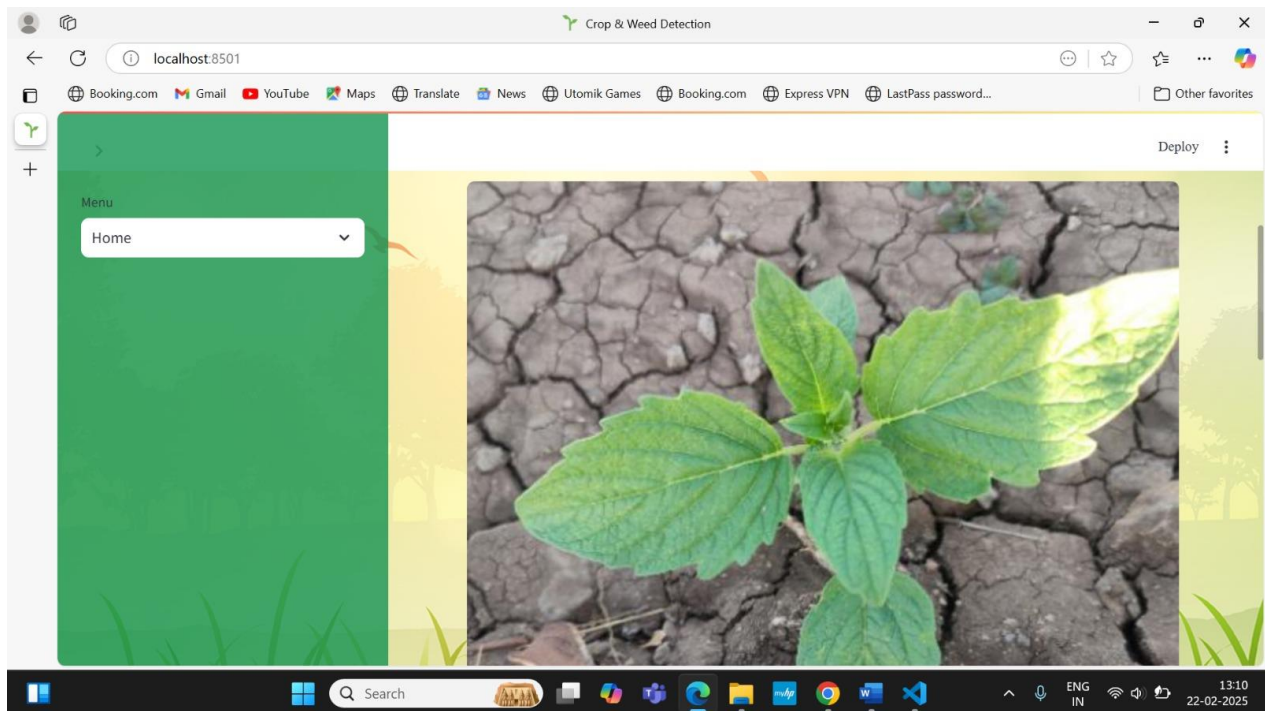 Crop & Weed Detection
localhost:8501
Booking.com Gmail YouTube Maps Translate News Utomik Games Booking.com Express VPN LastPass password... Other favorites
Deploy
Menu
Home
Search
myhp
W
ENG
IN
13:10
22-02-2025